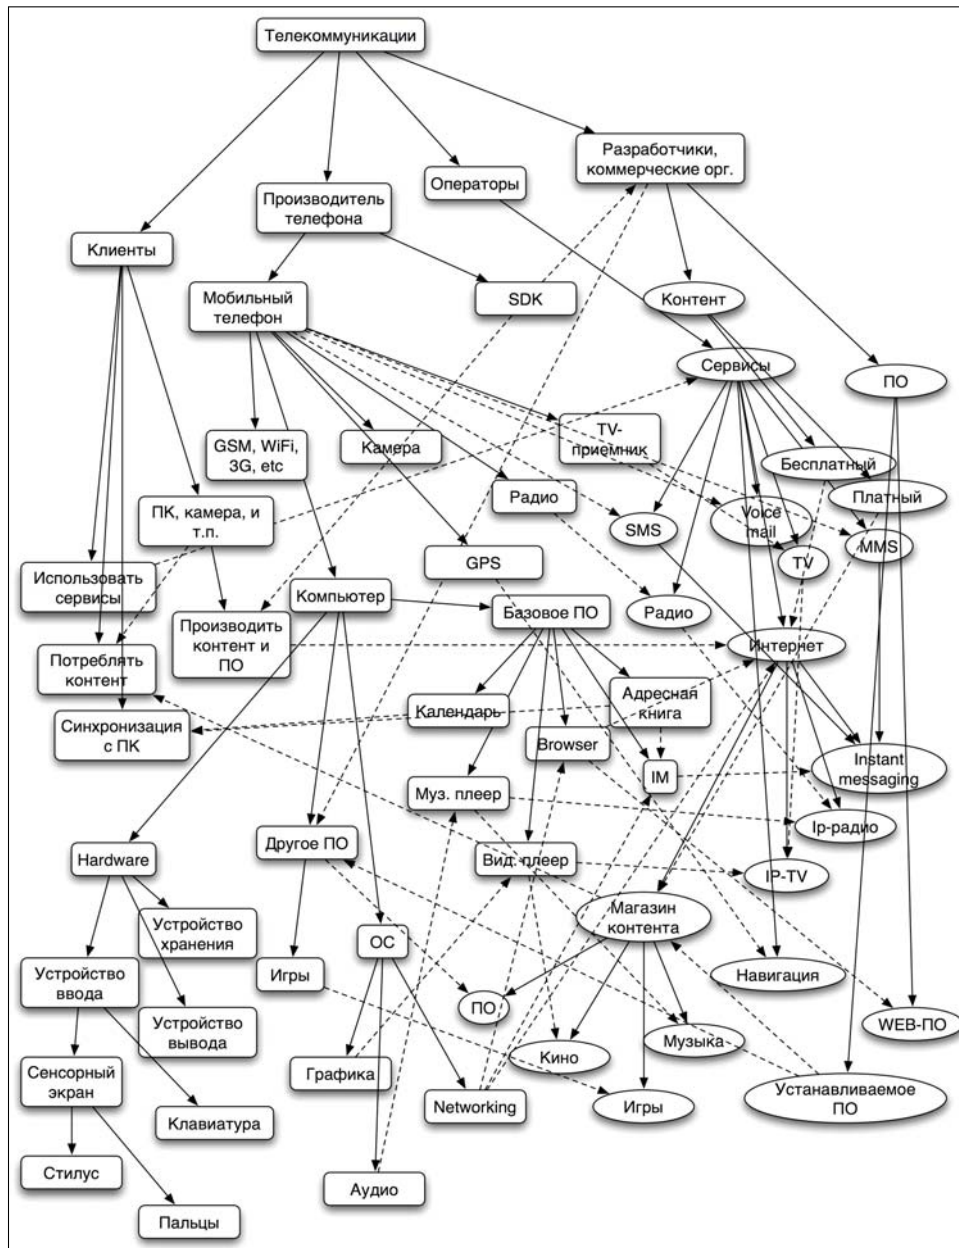 Телекоммуникации
Разработчики,
коммерческие орг.
Операторы
Производитель
телефона
Клиенты
Мобильный
телефон
SDK
Контент
Сервисы
ПО
GSM, WiFi,
3G, etc
Камера
TV-
приемник
Бесплатный
Платный
Радио
ПК, камера, и
т.п.
SMS
Voice
mail
MMS
TV
GPS
Использовать
сервисы
Компьютер
Базовое ПО
Радио
Производить
контент и
ПО
Интернет
Потреблять
контент
Адресная
книга
Календарь
Синхронизация
с ПК
Browser
IM
Instant
messaging
Муз. плеер
Ip-радио
Hardware
Другое ПО
Вид. плеер
IP-TV
Магазин
контента
Устройство
хранения
ОС
Устройство
ввода
Игры
Навигация
ПО
WEB-ПО
Устройство
вывода
Музыка
Кино
Графика
Сенсорный
экран
Networking
Игры
Устанавливаемое
ПО
Клавиатура
Стилус
Аудио
Пальцы